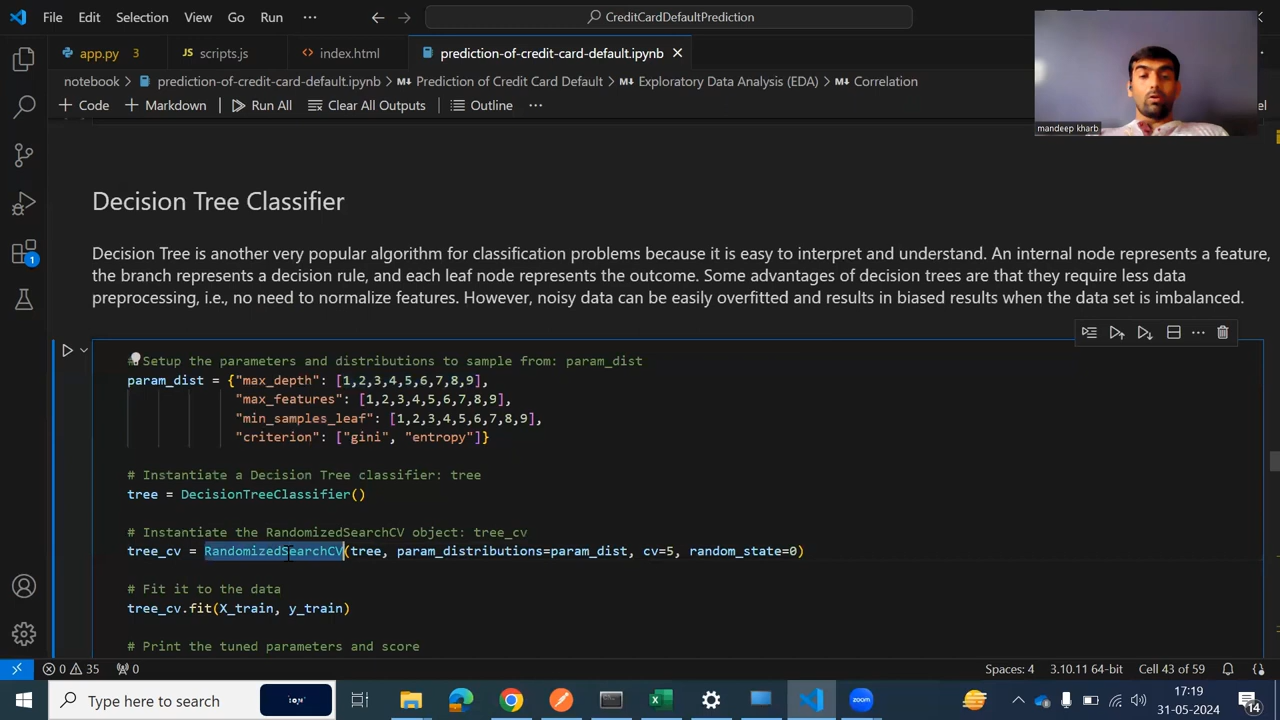 File Edit Selection View Go Run ···
CreditCardDefaultPrediction
app.py 3
scripts.js
index.html
prediction-of-credit-card-default.ipynb
notebook > prediction-of-credit-card-default.ipynb > Prediction of Credit Card Default > Exploratory Data Analysis (EDA) > Correlation
+ Code + Markdown Run All Clear All Outputs Outline ···
mandeep kharb
Decision Tree Classifier
Decision Tree is another very popular algorithm for classification problems because it is easy to interpret and understand. An internal node represents a feature,
the branch represents a decision rule, and each leaf node represents the outcome. Some advantages of decision trees are that they require less data
preprocessing, i.e., no need to normalize features. However, noisy data can be easily overfitted and results in biased results when the data set is imbalanced.
# Setup the parameters and distributions to sample from: param_dist
param_dist = {"max_depth": [1,2,3,4,5,6,7,8,9],
"max_features": [1,2,3,4,5,6,7,8,9],
"min_samples_leaf": [1,2,3,4,5,6,7,8,9],
"criterion": ["gini", "entropy"]}
# Instantiate a Decision Tree classifier: tree
tree = DecisionTreeClassifier()
# Instantiate the RandomizedSearchCV object: tree_cv
tree_cv = RandomizedSearchCV(tree, param_distributions=param_dist, cv=5, random_state=0)
# Fit it to the data
tree_cv.fit(X_train, y_train)
# Print the tuned parameters and score
1
0 35 0
Spaces: 4 3.10.11 64-bit Cell 43 of 59
Type here to search
zoom
17:19
31-05-2024
14